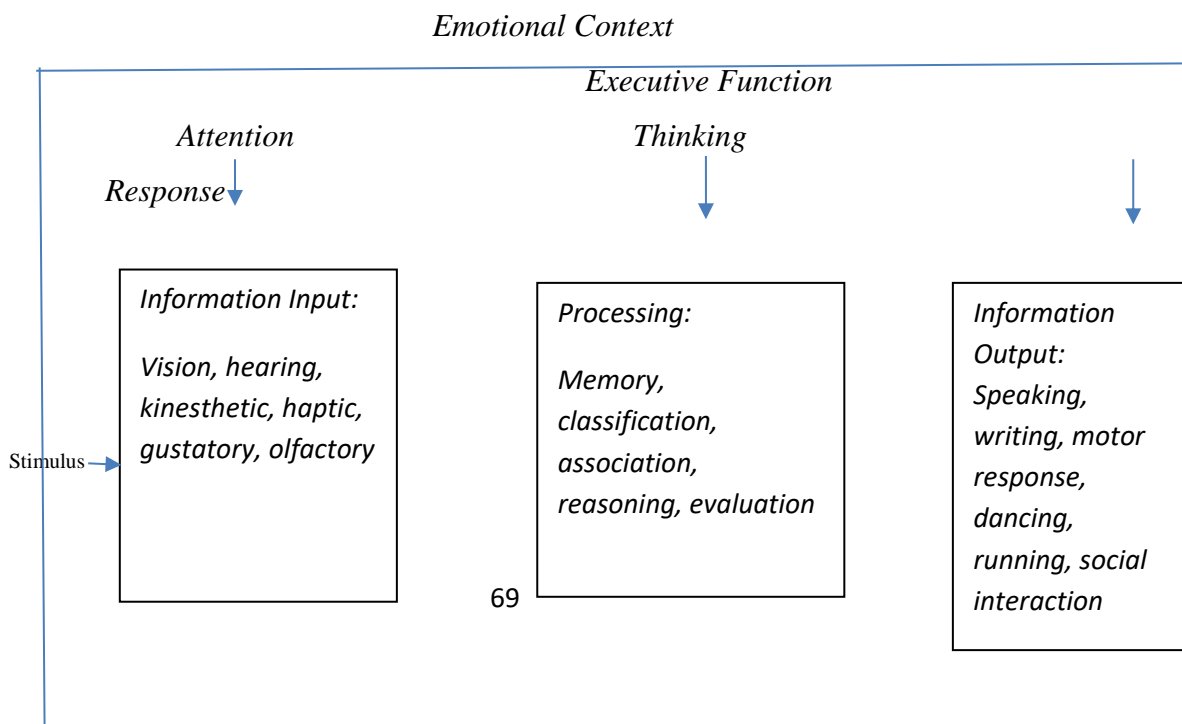 Emotional Context
Executive Function
Attention
Thinking
Response
Information Input:
Vision, hearing,
kinesthetic, haptic,
gustatory, olfactory
Stimulus
Processing:
Memory,
classification,
association,
reasoning, evaluation
Information
Output:
Speaking,
writing, motor
response,
dancing,
running, social
interaction
69